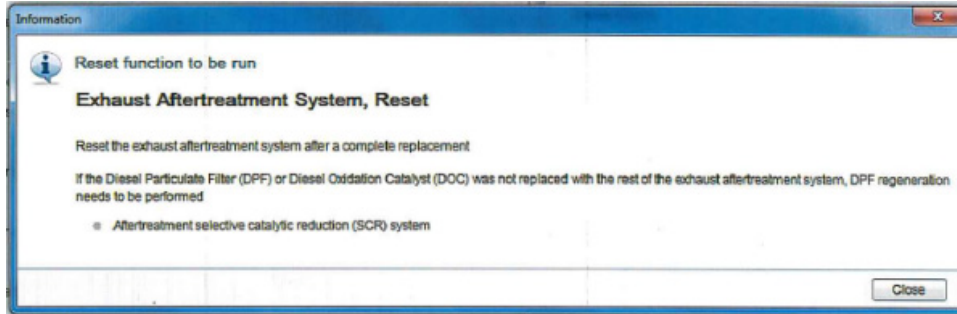 Information
Reset function to be run
Exhaust Aftertreatment System, Reset
Reset the exhaust aftertreatment system after a complete replacement
If the Diesel Particulate Filter (DPF) or Diesel Oxidation Catalyst (DOC) was not replaced with the rest of the exhaust aftertreatment system, DPF regeneration
needs to be performed
Aftertreatment selective catalytic reduction (SCR) system
Close